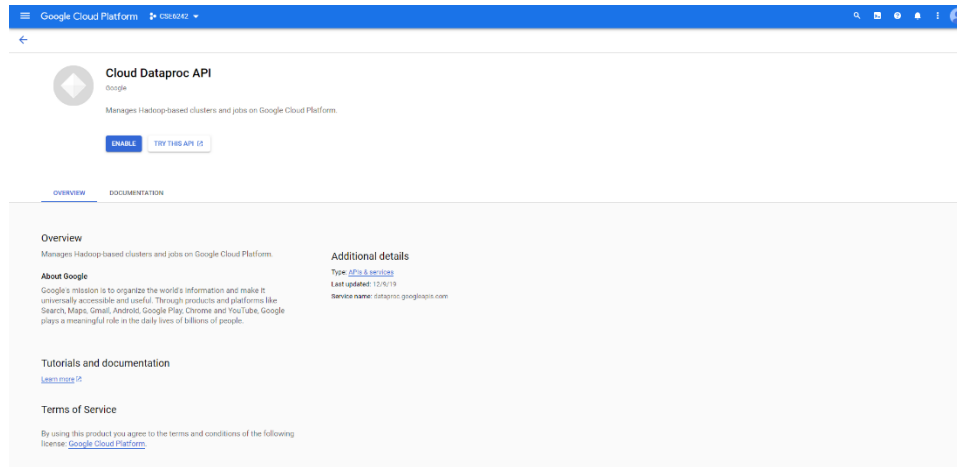 Google Cloud Platform CSE6242
Cloud Dataproc API
Google
Manages Hadoop-based clusters and jobs on Google Cloud Platform.
ENABLE TRY THIS API
OVERVIEW DOCUMENTATION
Overview
Manages Hadoop-based clusters and jobs on Google Cloud Platform.
About Google
Google's mission is to organize the world's information and make it
universally accessible and useful. Through products and platforms like
Search, Maps, Gmail, Android, Google Play, Chrome and YouTube, Google
plays a meaningful role in the daily lives of billions of people.
Additional details
Type: APIs & services
Last updated: 12/9/19
Service name: dataproc.googleapis.com
Tutorials and documentation
Learn more
Terms of Service
By using this product you agree to the terms and conditions of the following
license: Google Cloud Platform.